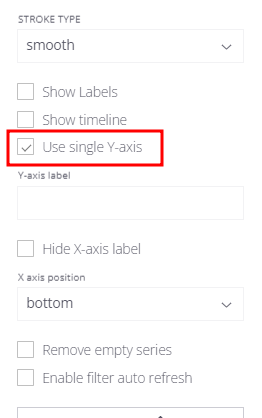 STROKE TYPE
smooth
Show Labels
Show timeline
Use single Y-axis
Y-axis label
Hide X-axis label
X axis position
bottom
Remove empty series
Enable filter auto refresh